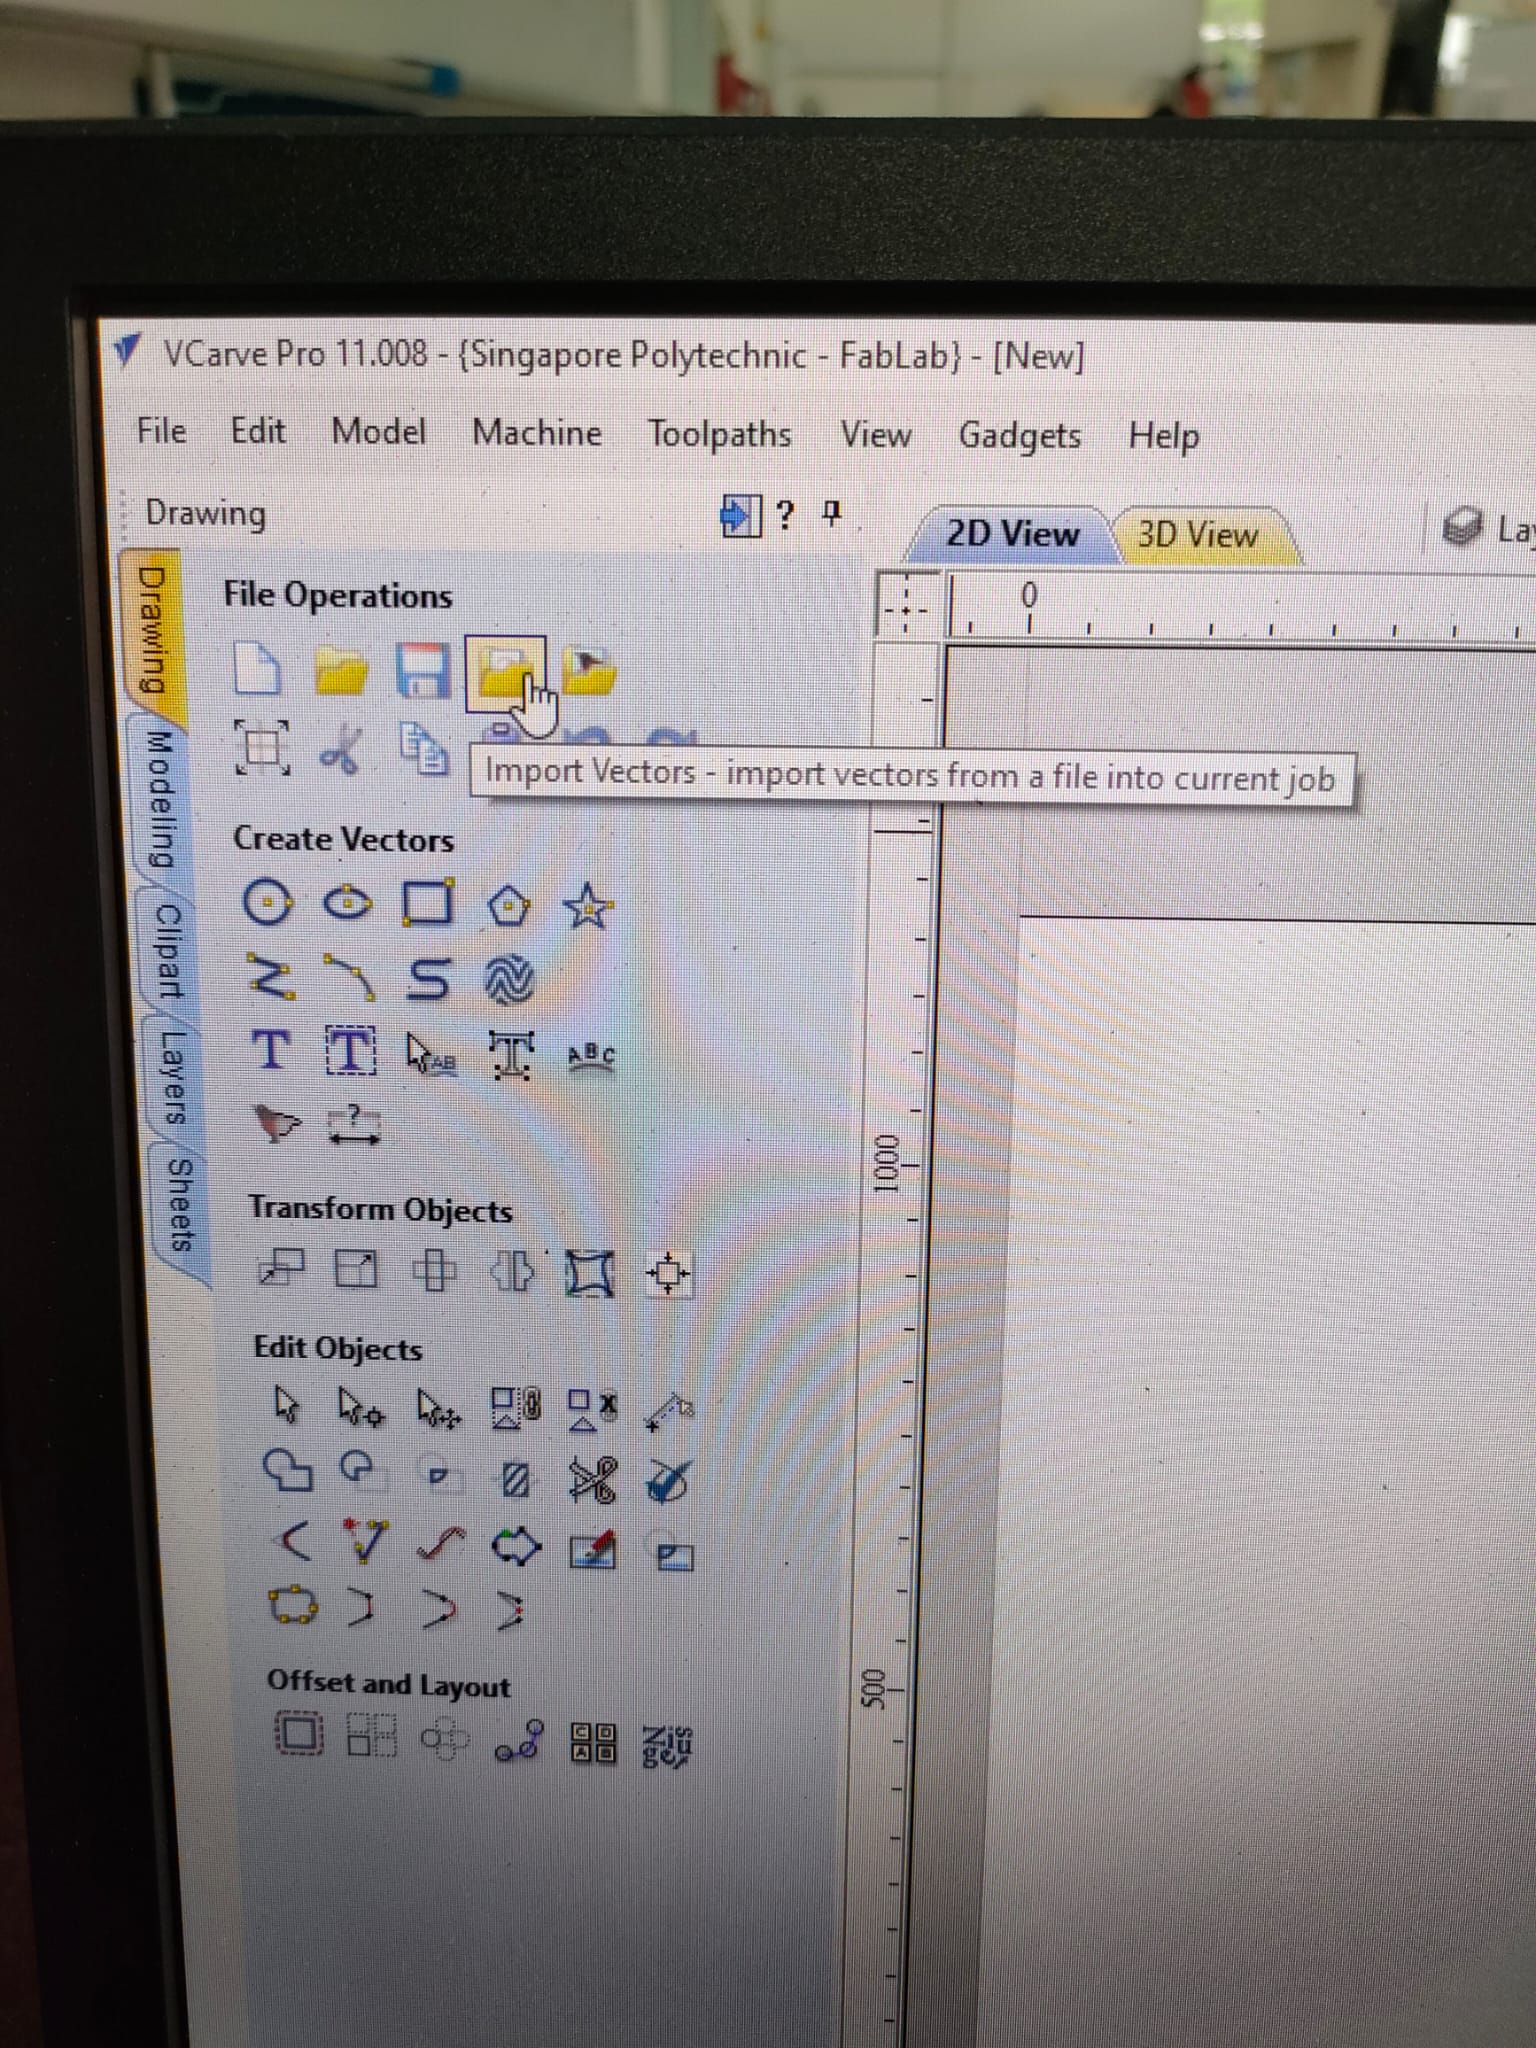 VCarve Pro 11.008 - {Singapore Polytechnic - FabLab} - [New]
File Edit Model Machine Toolpaths View Gadgets Help
Drawing
?
2D View
3D View
Drawing
Modeling
Clipart
Layers
Sheets
File Operations
0
Import Vectors - import vectors from a file into current job
Create Vectors
T T AB T ABC
?
1000
Transform Objects
Edit Objects
500
Offset and Layout